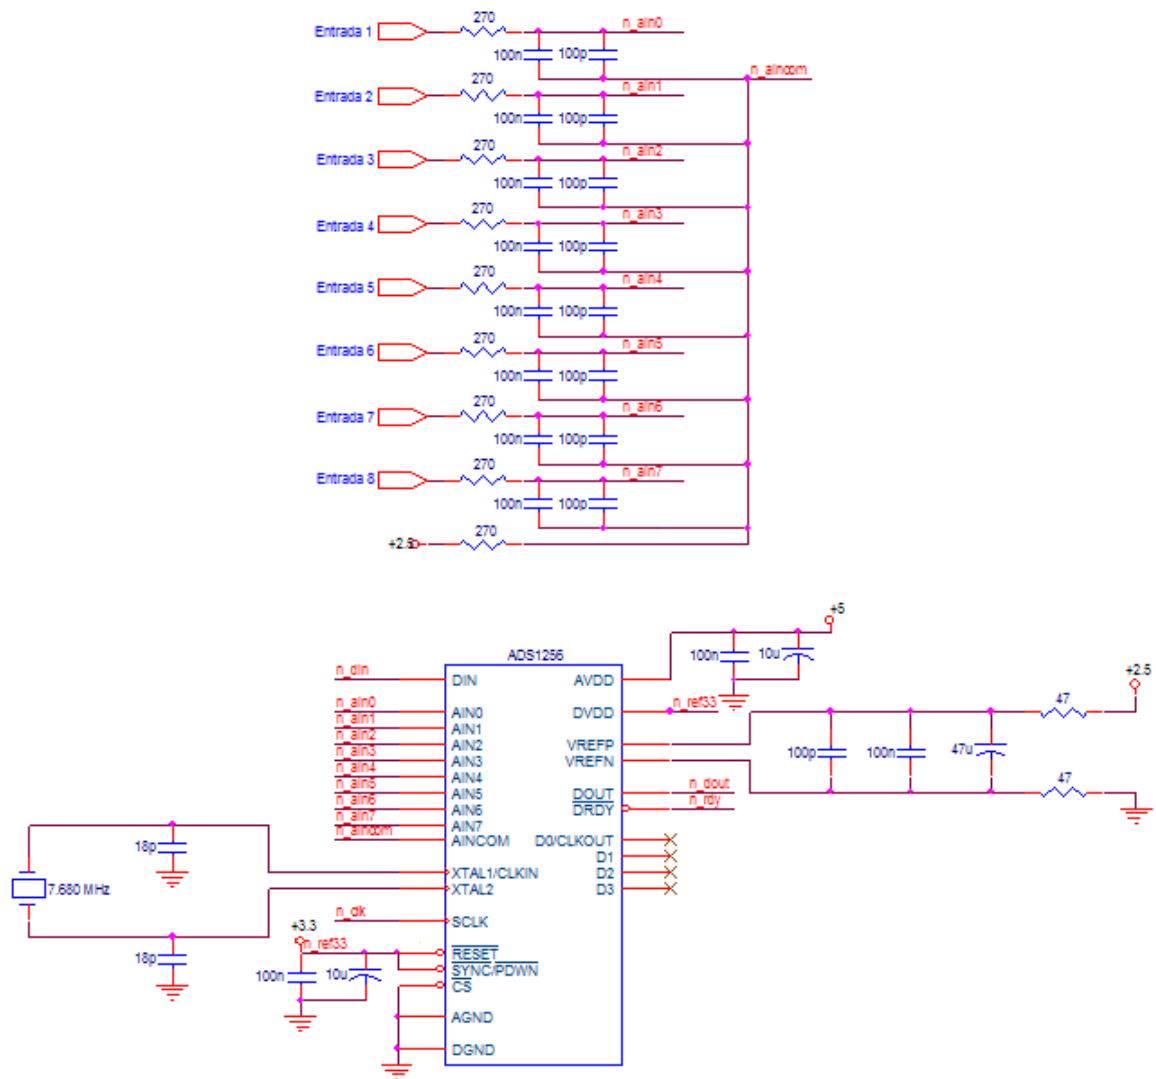 270
Entrada 1
n_ain0
100n
100p
n_aincom
270
Entrada 2
n_ain1
100n
100p
270
Entrada 3
n_ain2
100n
100p
270
Entrada 4
n_ain3
100n
100p
270
Entrada 5
n_ain4
100n
100p
270
Entrada 6
n_ain5
100n
100p
270
Entrada 7
n_ain6
100n
100p
270
Entrada 8
n_ain7
100n
100p
270
+2.5
+5
ADS1256
100n
10u
n_din
DIN
AVDD
+2.5
n_ref33
n_ain0
AIN0
DVDD
47
n_ain1
AIN1
n_ain2
AIN2
VREFP
100p
100n
47u
n_ain3
AIN3
VREFN
n_ain4
AIN4
47
n_ain5
AIN5
DOUT
n_dout
n_ain6
AIN6
DRDY
n_rdy
n_ain7
AIN7
n_aincom
AINCOM
D0/CLKOUT
18p
D1
XTAL1/CLKIN
D2
7.680 MHz
XTAL2
D3
n_clk
SCLK
+3.3
n_ref33
RESET
18p
100n
10u
SYNC/PDWN
CS
AGND
DGND